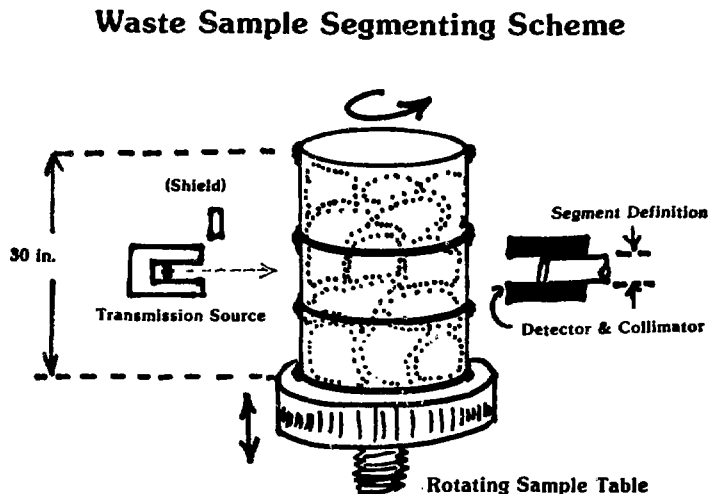 Waste Sample Segmenting Scheme
(Shield)
Segment Definition
30 in.
Transmission Source
Detector & Collimator
Rotating Sample Table